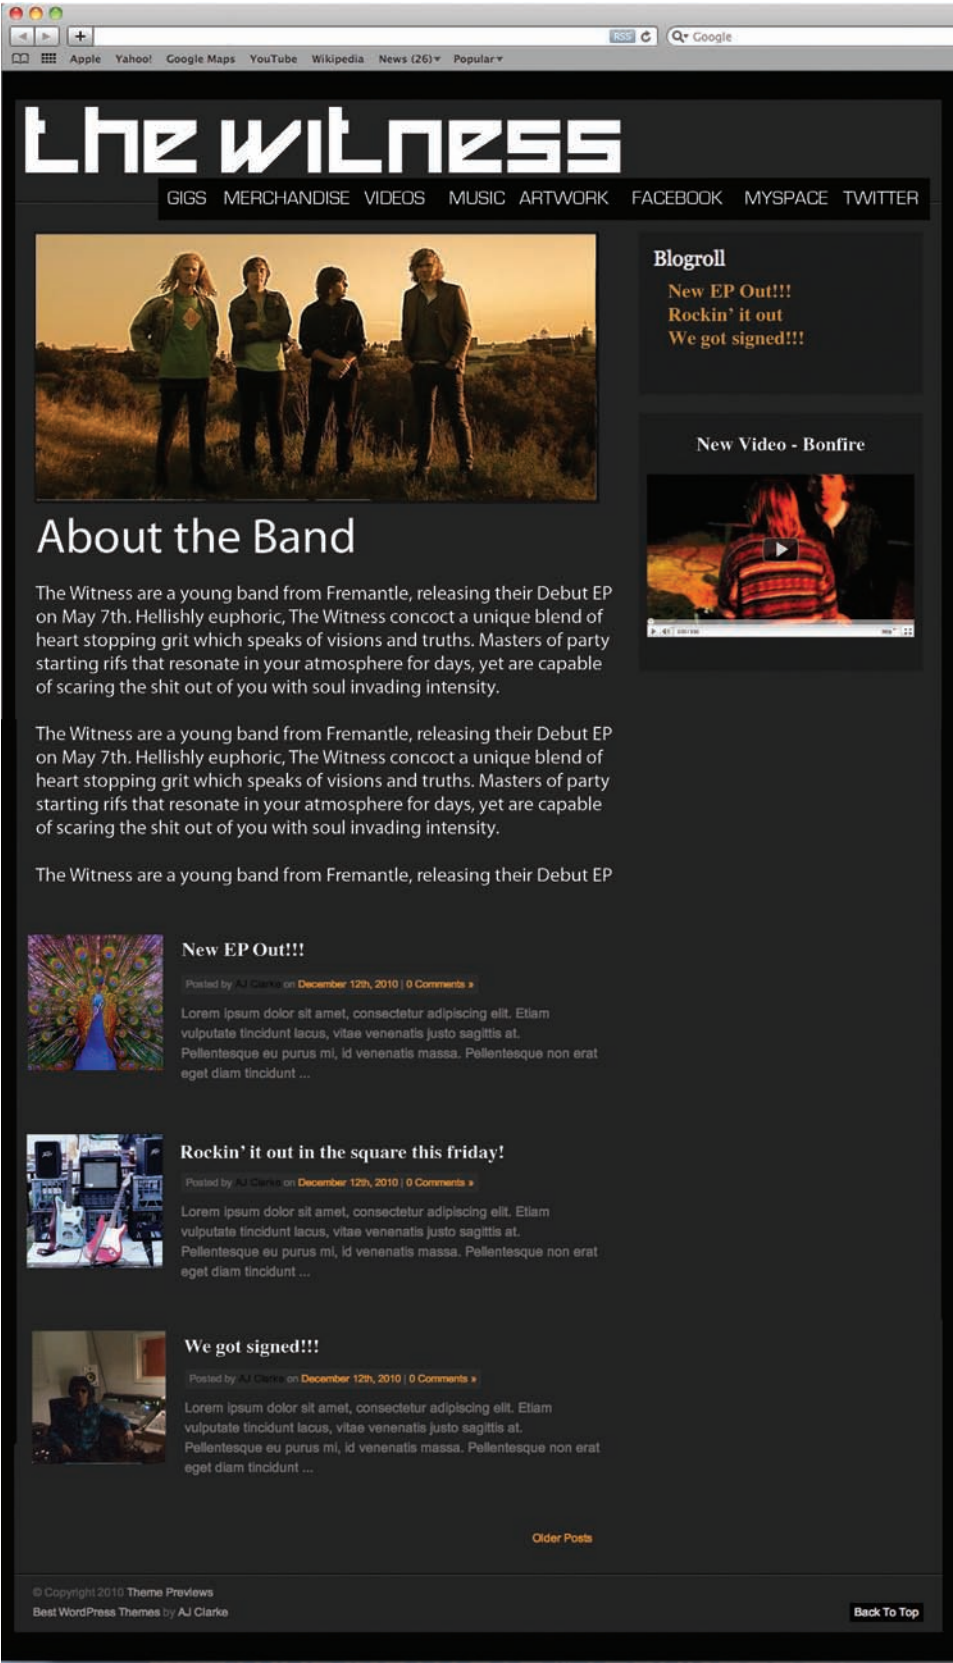 RSS
Google
Apple Yahoo! Google Maps YouTube Wikipedia News (26) Popular
the witness
GIGS MERCHANDISE VIDEOS MUSIC ARTWORK FACEBOOK MYSPACE TWITTER
Blogroll
New EP Out!!!
Rockin' it out
We got signed!!!
New Video - Bonfire
About the Band
The Witness are a young band from Fremantle, releasing their Debut EP
on May 7th. Hellishly euphoric, The Witness concoct a unique blend of
heart stopping grit which speaks of visions and truths. Masters of party
starting rifs that resonate in your atmosphere for days, yet are capable
of scaring the shit out of you with soul invading intensity.
The Witness are a young band from Fremantle, releasing their Debut EP
on May 7th. Hellishly euphoric, The Witness concoct a unique blend of
heart stopping grit which speaks of visions and truths. Masters of party
starting rifs that resonate in your atmosphere for days, yet are capable
of scaring the shit out of you with soul invading intensity.
The Witness are a young band from Fremantle, releasing their Debut EP
New EP Out!!!
Posted by AJ Clarke on December 12th, 2010 | 0 Comments »
Lorem ipsum dolor sit amet, consectetur adipiscing elit. Etiam
vulputate tincidunt lacus, vitae venenatis justo sagittis at.
Pellentesque eu purus mi, id venenatis massa. Pellentesque non erat
eget diam tincidunt ...
Rockin' it out in the square this friday!
Posted by AJ Clarke on December 12th, 2010 | 0 Comments »
Lorem ipsum dolor sit amet, consectetur adipiscing elit. Etiam
vulputate tincidunt lacus, vitae venenatis justo sagittis at.
Pellentesque eu purus mi, id venenatis massa. Pellentesque non erat
eget diam tincidunt ...
We got signed!!!
Posted by AJ Clarke on December 12th, 2010 | 0 Comments »
Lorem ipsum dolor sit amet, consectetur adipiscing elit. Etiam
vulputate tincidunt lacus, vitae venenatis justo sagittis at.
Pellentesque eu purus mi, id venenatis massa. Pellentesque non erat
eget diam tincidunt ...
Older Posts
© Copyright 2010 Theme Previews
Best WordPress Themes by AJ Clarke
Back To Top